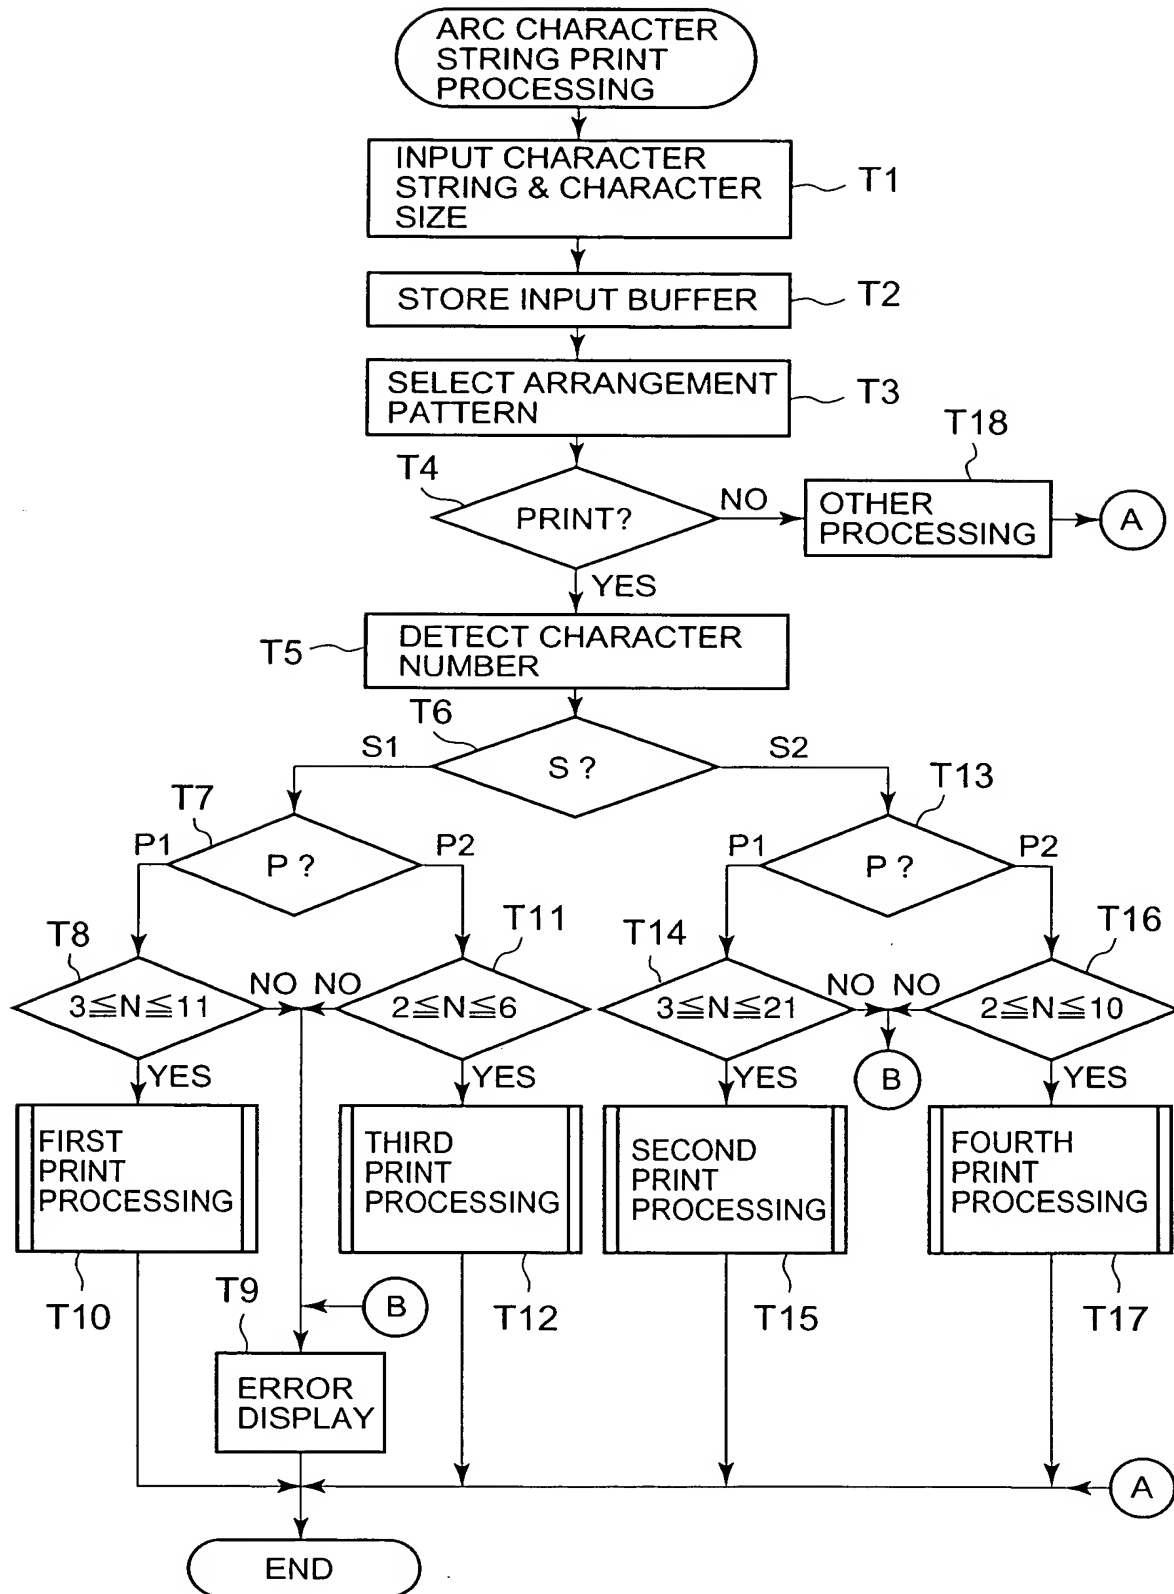 ARC CHARACTER
STRING PRINT
PROCESSING
INPUT CHARACTER
STRING & CHARACTER
SIZE
T1
STORE INPUT BUFFER
T2
SELECT ARRANGEMENT
PATTERN
T3
T4
PRINT?
NO
T18
OTHER
PROCESSING
A
YES
T5
DETECT CHARACTER
NUMBER
T6
S1
S ?
S2
T7
P1
P ?
P2
T13
P1
P ?
P2
T8
3≦N≦11
NO
NO
T11
2≦N≦6
T14
3≦N≦21
NO
NO
T16
2≦N≦10
B
YES
YES
YES
YES
FIRST
PRINT
PROCESSING
THIRD
PRINT
PROCESSING
SECOND
PRINT
PROCESSING
FOURTH
PRINT
PROCESSING
T10
T9
B
T12
T15
T17
ERROR
DISPLAY
A
END